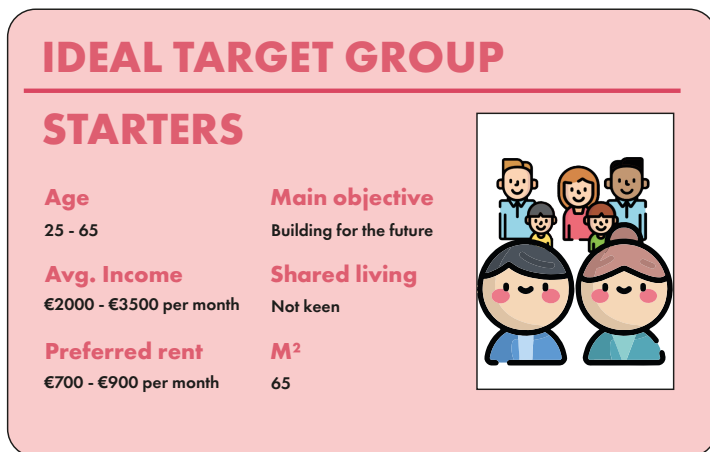 IDEAL TARGET GROUP
STARTERS
Age
25 - 65
Main objective
Building for the future
Avg. Income
€2000 - €3500 per month
Shared living
Not keen
Preferred rent
€700 - €900 per month
M²
65